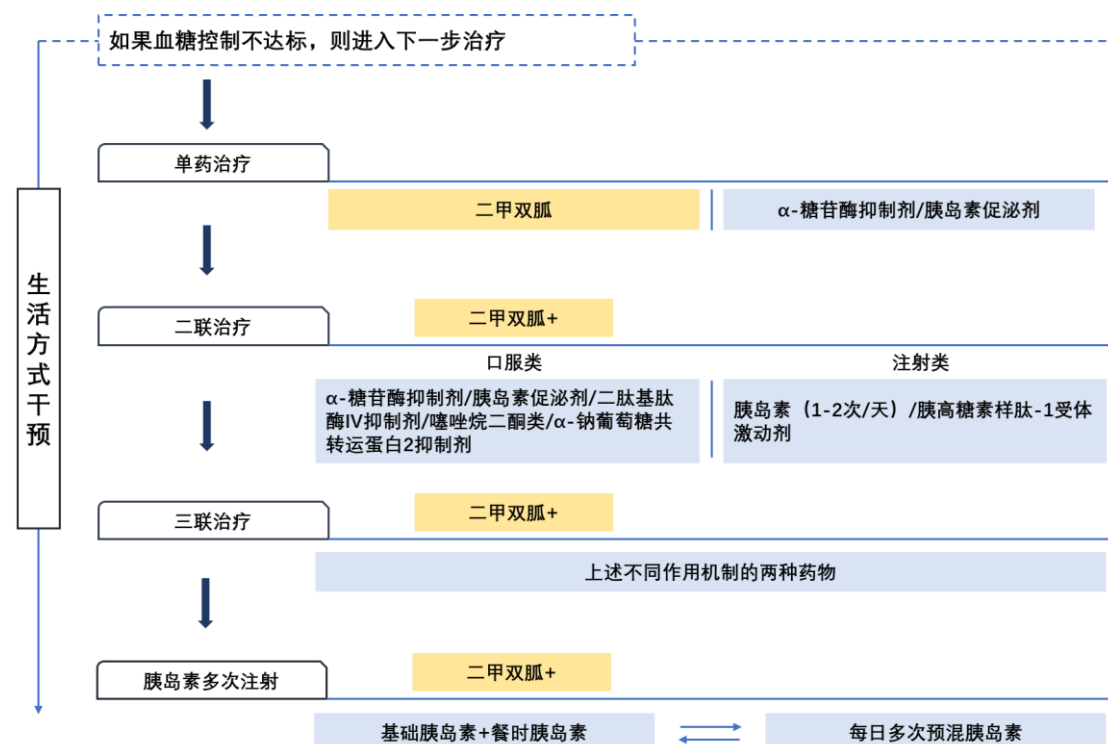 如果血糖控制不达标，则进入下一步治疗
单药治疗
二甲双胍
α-糖苷酶抑制剂/胰岛素促泌剂
生活方式干预
二联治疗
二甲双胍+
口服类
注射类
α-糖苷酶抑制剂/胰岛素促泌剂/二肽基肽
酶IV抑制剂/噻唑烷二酮类/α-钠葡萄糖共
转运蛋白2抑制剂
胰岛素（1-2次/天）/胰高糖素样肽-1受体
激动剂
三联治疗
二甲双胍+
上述不同作用机制的两种药物
胰岛素多次注射
二甲双胍+
基础胰岛素+餐时胰岛素
每日多次预混胰岛素